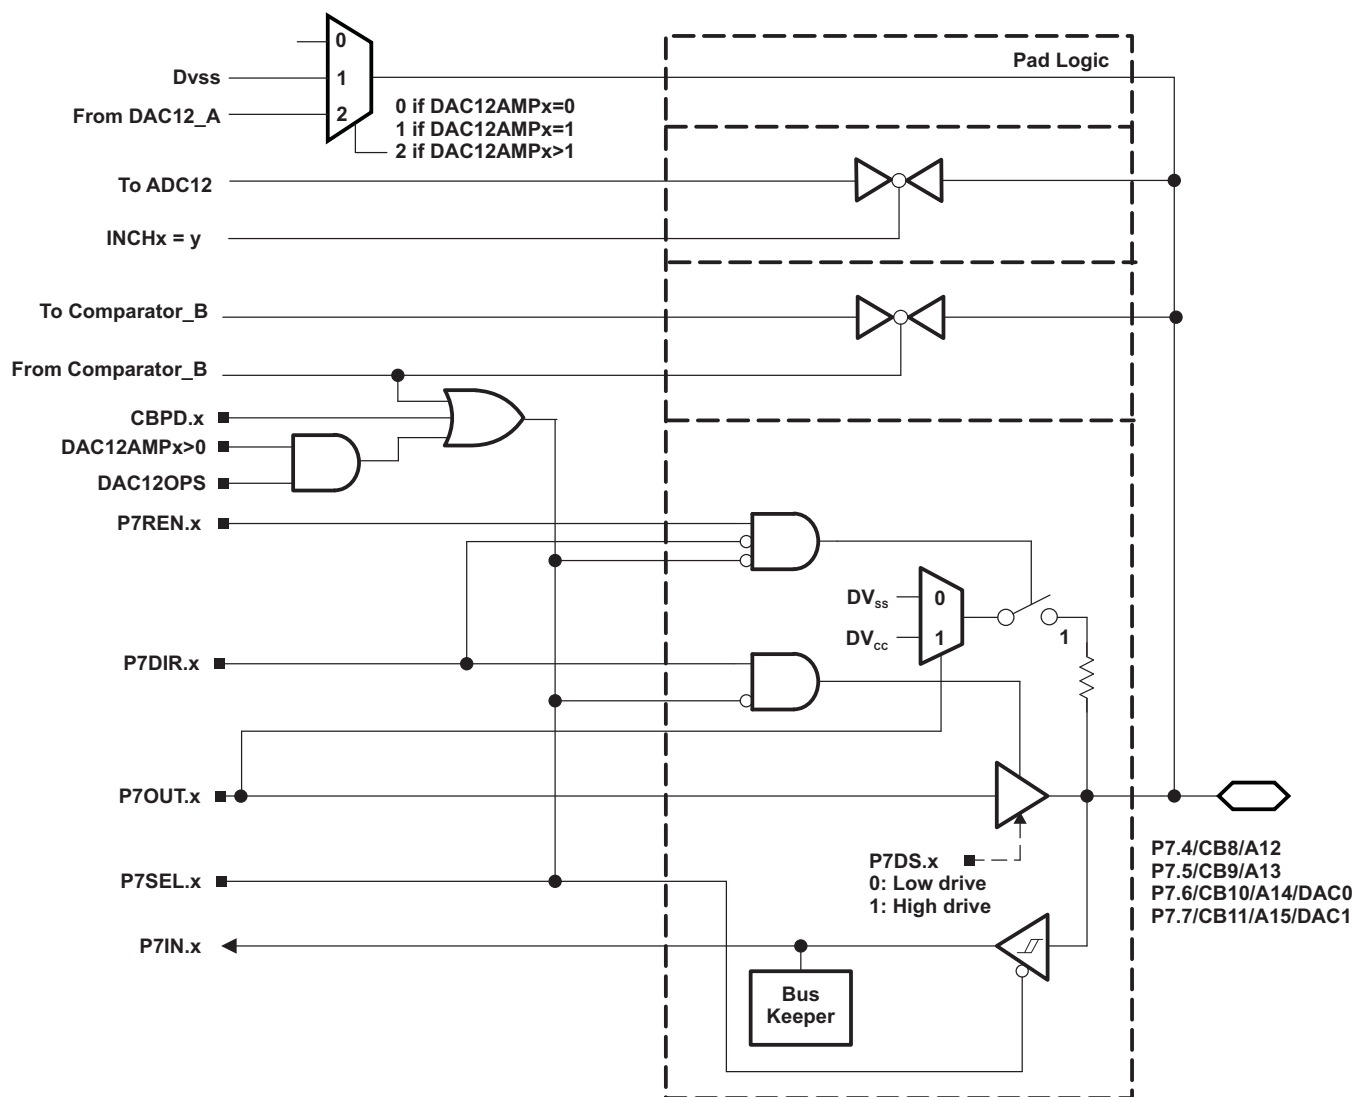 0
Pad Logic
Dvss
1
From DAC12_A
2
0 if DAC12AMPx=0
1 if DAC12AMPx=1
2 if DAC12AMPx>1
To ADC12
INCHx = y
To Comparator_B
From Comparator_B
CBPD.x
DAC12AMPx>0
DAC12OPS
P7REN.x
DVss
0
DVcc
1
1
P7DIR.x
P7OUT.x
P7DS.x
0: Low drive
1: High drive
P7.4/CB8/A12
P7.5/CB9/A13
P7.6/CB10/A14/DAC0
P7.7/CB11/A15/DAC1
P7SEL.x
P7IN.x
Bus
Keeper